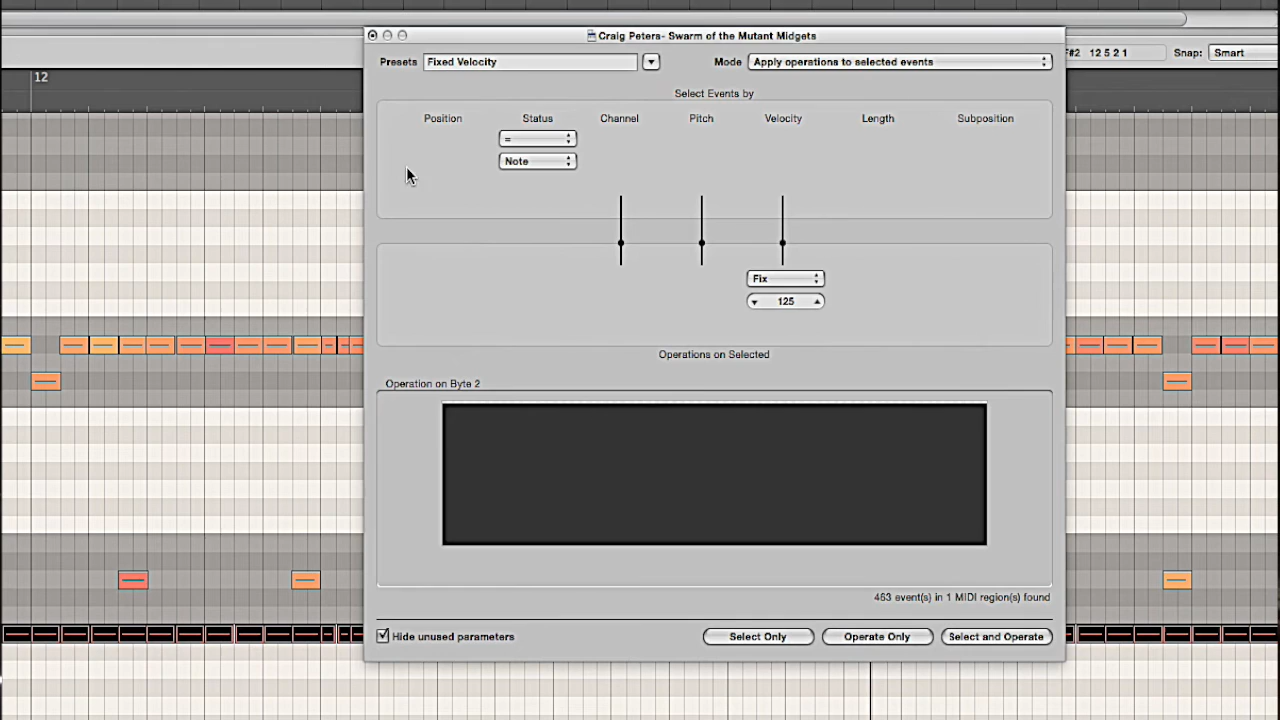 Craig Peters- Swarm of the Mutant Midgets
Presets Fixed Velocity Mode Apply operations to selected events
F#2 12 5 2 1 Snap: Smart
12
Select Events by
Position Status Channel Pitch Velocity Length Subposition
=
Note
Fix
125
Operations on Selected
Operation on Byte 2
463 event(s) in 1 MIDI region(s) found
Hide unused parameters Select Only Operate Only Select and Operate